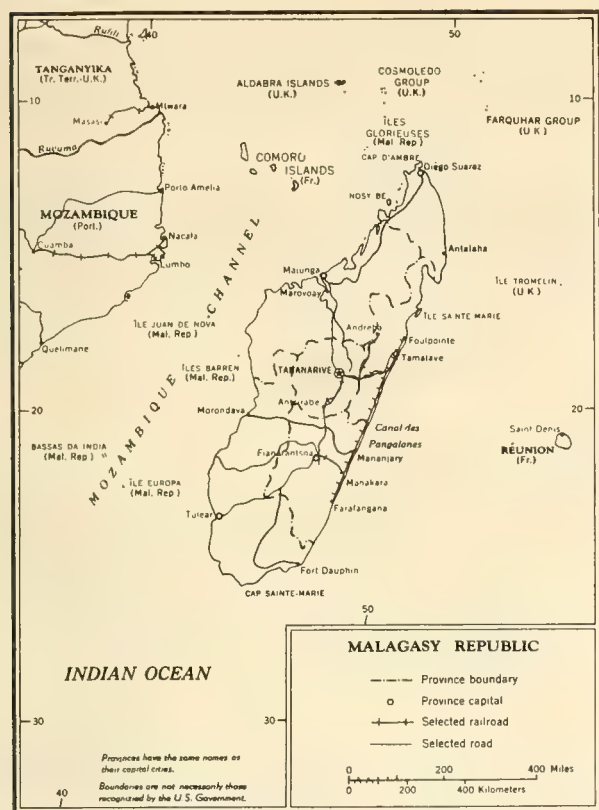 40
50
Rufiji
TANGANYIKA
(Tr. Terr.-U.K.)
ALDABRA ISLANDS
(U.K.)
COSMOLEDO
GROUP
(U.K.)
10
10
Mtwara
Masasi
ÎLES
GLORIEUSES
(Mal. Rep)
FARQUHAR GROUP
(U K)
Ruvuma
COMORO
ISLANDS
(Fr.)
CAP D'AMBRE
Diégo Suarez
NOSY BE
Porto Amelia
MOZAMBIQUE
(Port.)
Nacala
Cuamba
Lumbo
Antalaha
Majunga
Marovoay
ÎLE TROMELIN
(U.K)
MOZAMBIQUE CHANNEL
ÎLE JUAN DE NOVA
(Mal. Rep)
ÎLE SAINTE MARIE
Andreba
Foulpointe
Quelimane
Tamatave
ÎLES BARREN
(Mal. Rep.)
TANANARIVE
Antsirabe
20
20
Morondava
Canal des
Pangalanes
Saint Denis
RÉUNION
(Fr.)
BASSAS DA INDIA
(Mal Rep)
Fianarantsoa
Mananjary
ÎLE EUROPA
(Mal. Rep)
Manakara
Tuléar
Farafangana
Fort Dauphin
CAP SAINTE-MARIE
50
INDIAN OCEAN
MALAGASY REPUBLIC
Province boundary
Province capital
30
30
Selected railroad
Selected road
Provinces have the same names as
their capital cities.
Boundaries are not necessarily those
recognized by the U.S. Government.
0 200 400 Miles
0 200 400 Kilometers
40